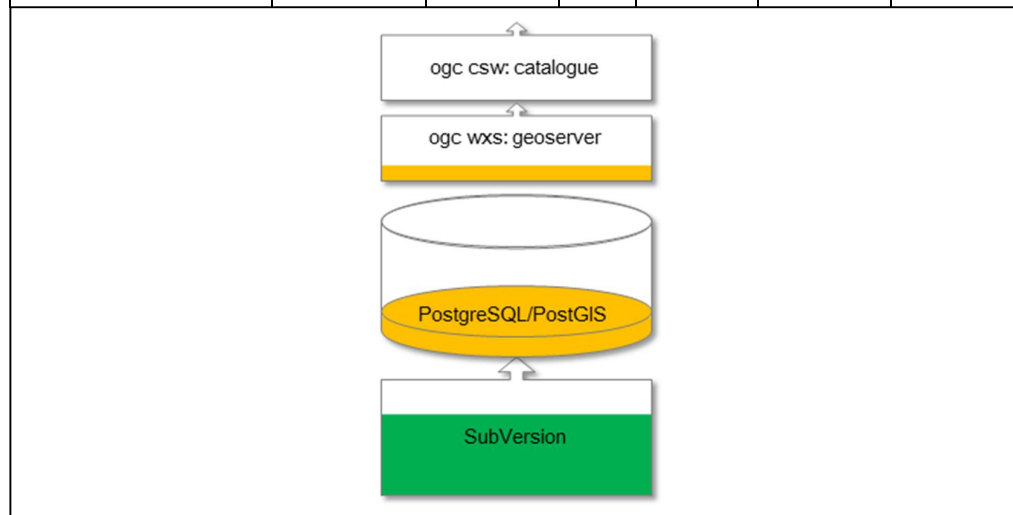 ogc csw: catalogue
ogc wxs: geoserver
PostgreSQL/PostGIS
SubVersion